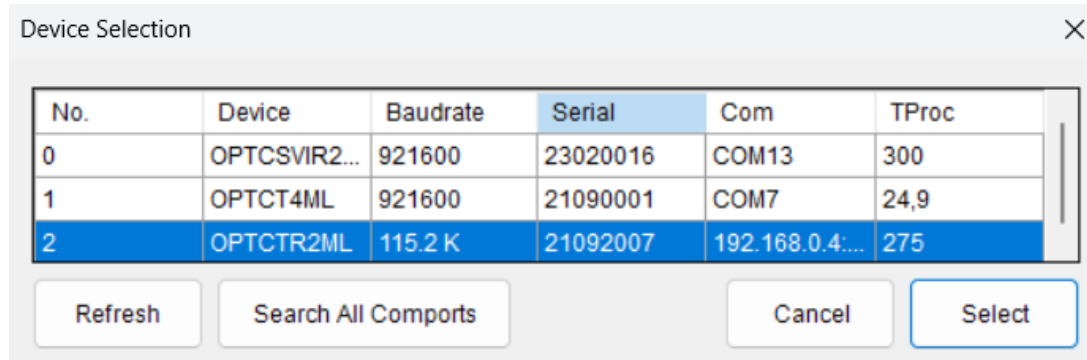 Device Selection
No. Device Baudrate Serial Com TProc
0 OPTCSVIR2... 921600 23020016 COM13 300
1 OPTCT4ML 921600 21090001 COM7 24,9
2 OPTCTR2ML 115.2 K 21092007 192.168.0.4:... 275
Refresh Search All Comports Cancel Select